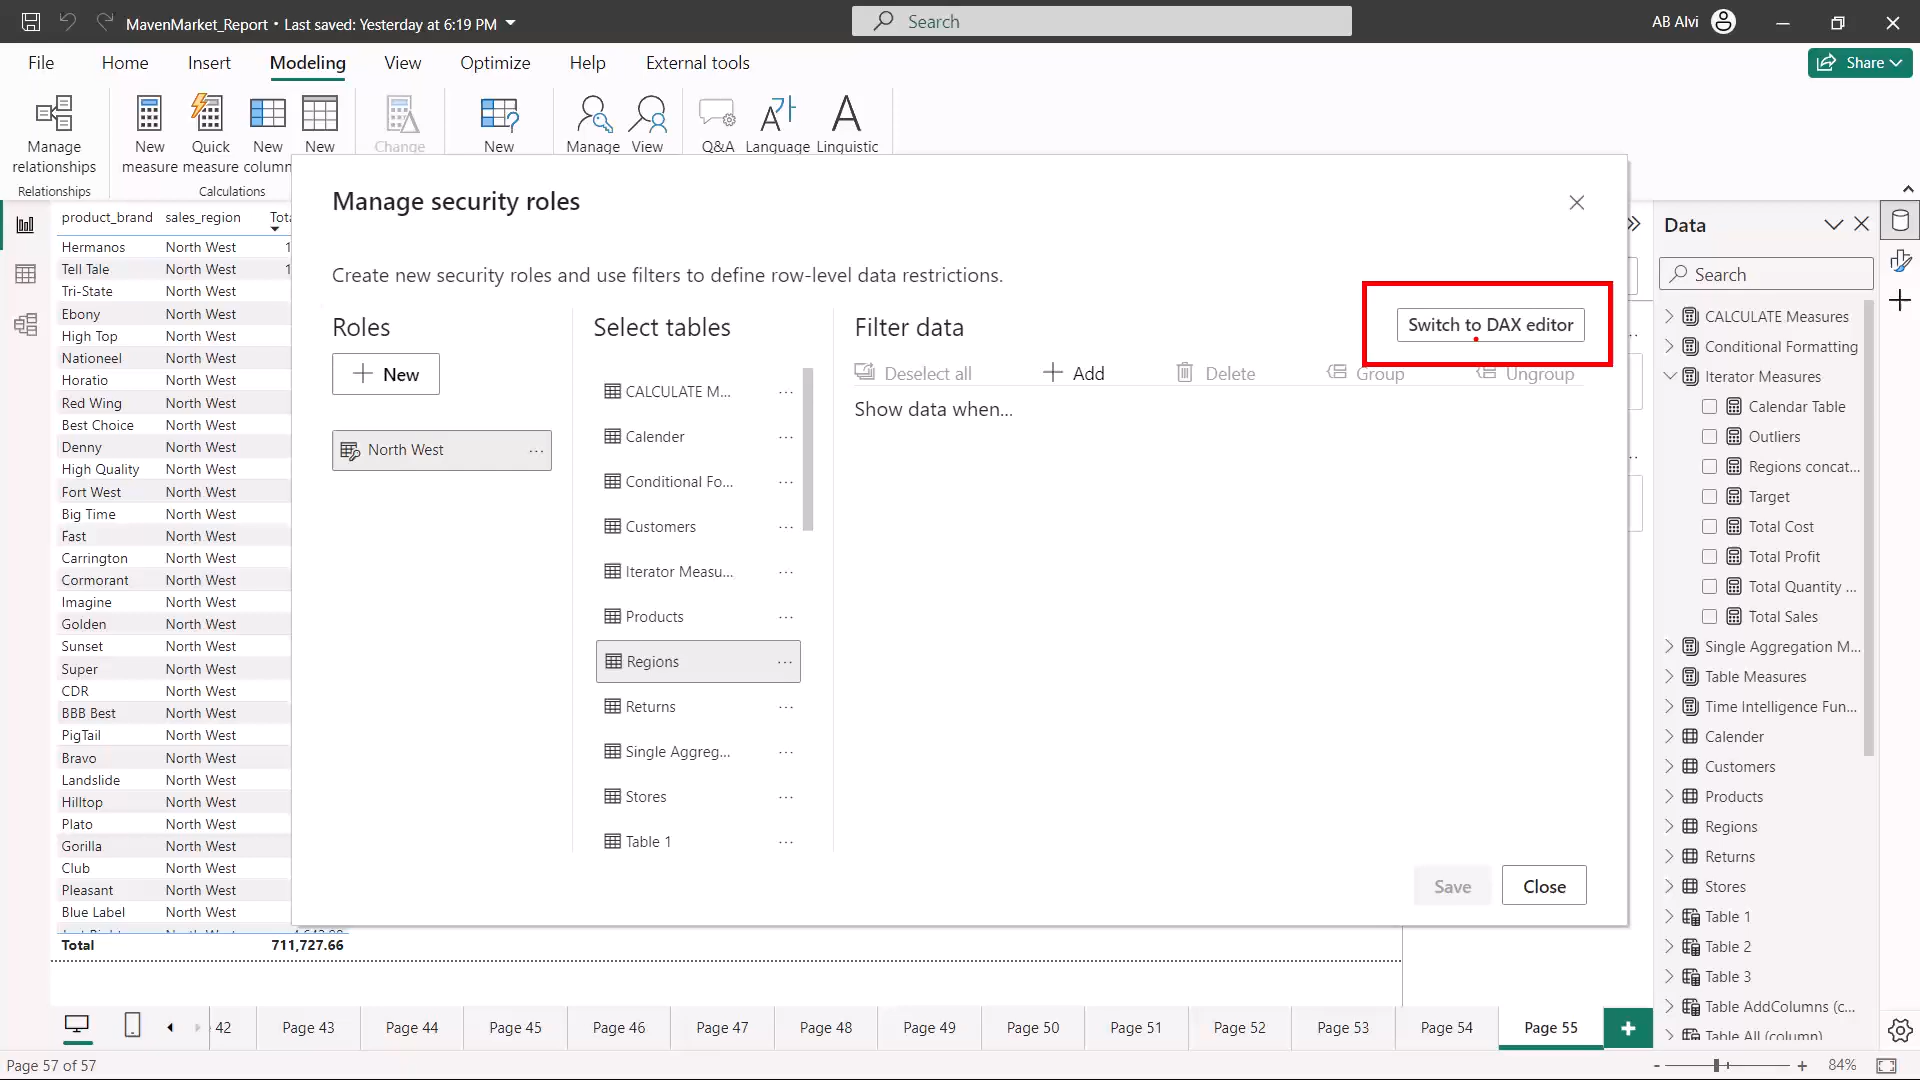 MavenMarket_Report • Last saved: Yesterday at 6:19 PM
Search
AB Alvi
File
Home
Insert
Modeling
View
Optimize
Help
External tools
Share
Manage
relationships
New
measure
Quick
measure
New
column
New
Change
New
Manage
View
Q&A
Language
Linguistic
Relationships
Calculations
product_brand sales_region Tota
Hermanos North West 1
Tell Tale North West 1
Tri-State North West
Ebony North West
High Top North West
Nationeel North West
Horatio North West
Red Wing North West
Best Choice North West
Denny North West
High Quality North West
Fort West North West
Big Time North West
Fast North West
Carrington North West
Cormorant North West
Imagine North West
Golden North West
Sunset North West
Super North West
CDR North West
BBB Best North West
PigTail North West
Bravo North West
Landslide North West
Hilltop North West
Plato North West
Gorilla North West
Club North West
Pleasant North West
Blue Label North West
Total 711,727.66
Manage security roles
Create new security roles and use filters to define row-level data restrictions.
Roles
New
North West ...
Select tables
CALCULATE M... ...
Calender ...
Conditional Fo... ...
Customers ...
Iterator Measu... ...
Products ...
Regions ...
Returns ...
Single Aggreg... ...
Stores ...
Table 1 ...
Filter data
Switch to DAX editor
Deselect all
Add
Delete
Group
Ungroup
Show data when...
Save
Close
Data
Search
CALCULATE Measures
Conditional Formatting
Iterator Measures
Calendar Table
Outliers
Regions concat...
Target
Total Cost
Total Profit
Total Quantity ...
Total Sales
Single Aggregation M...
Table Measures
Time Intelligence Fun...
Calender
Customers
Products
Regions
Returns
Stores
Table 1
Table 2
Table 3
Table AddColumns (c...
Table All (column)
42
Page 43
Page 44
Page 45
Page 46
Page 47
Page 48
Page 49
Page 50
Page 51
Page 52
Page 53
Page 54
Page 55
Page 57 of 57
84%